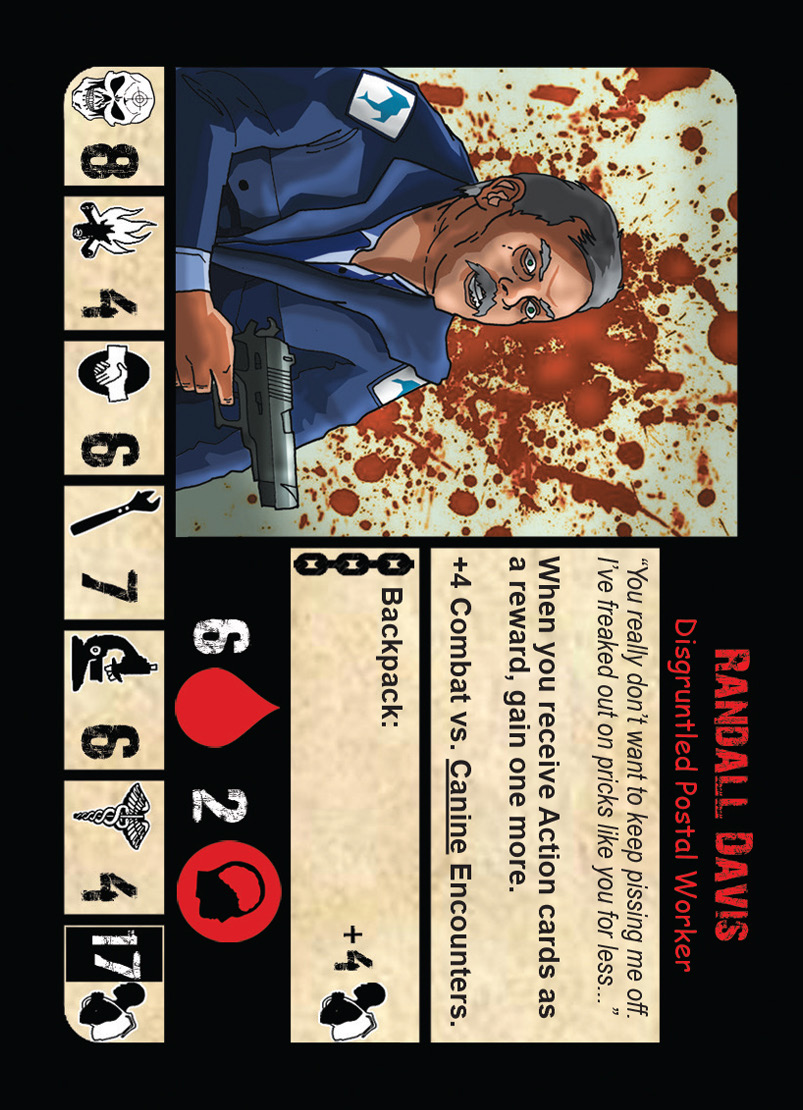 RANDALL DAVIS
Disgruntled Postal Worker
“You really don’t want to keep pissing me off.
I’ve freaked out on pricks like you for less... ”
When you receive Action cards as
a reward, gain one more.
+4 Combat vs. Canine Encounters.
Backpack:
+4
6 2
8 4 6 7 6 4 17